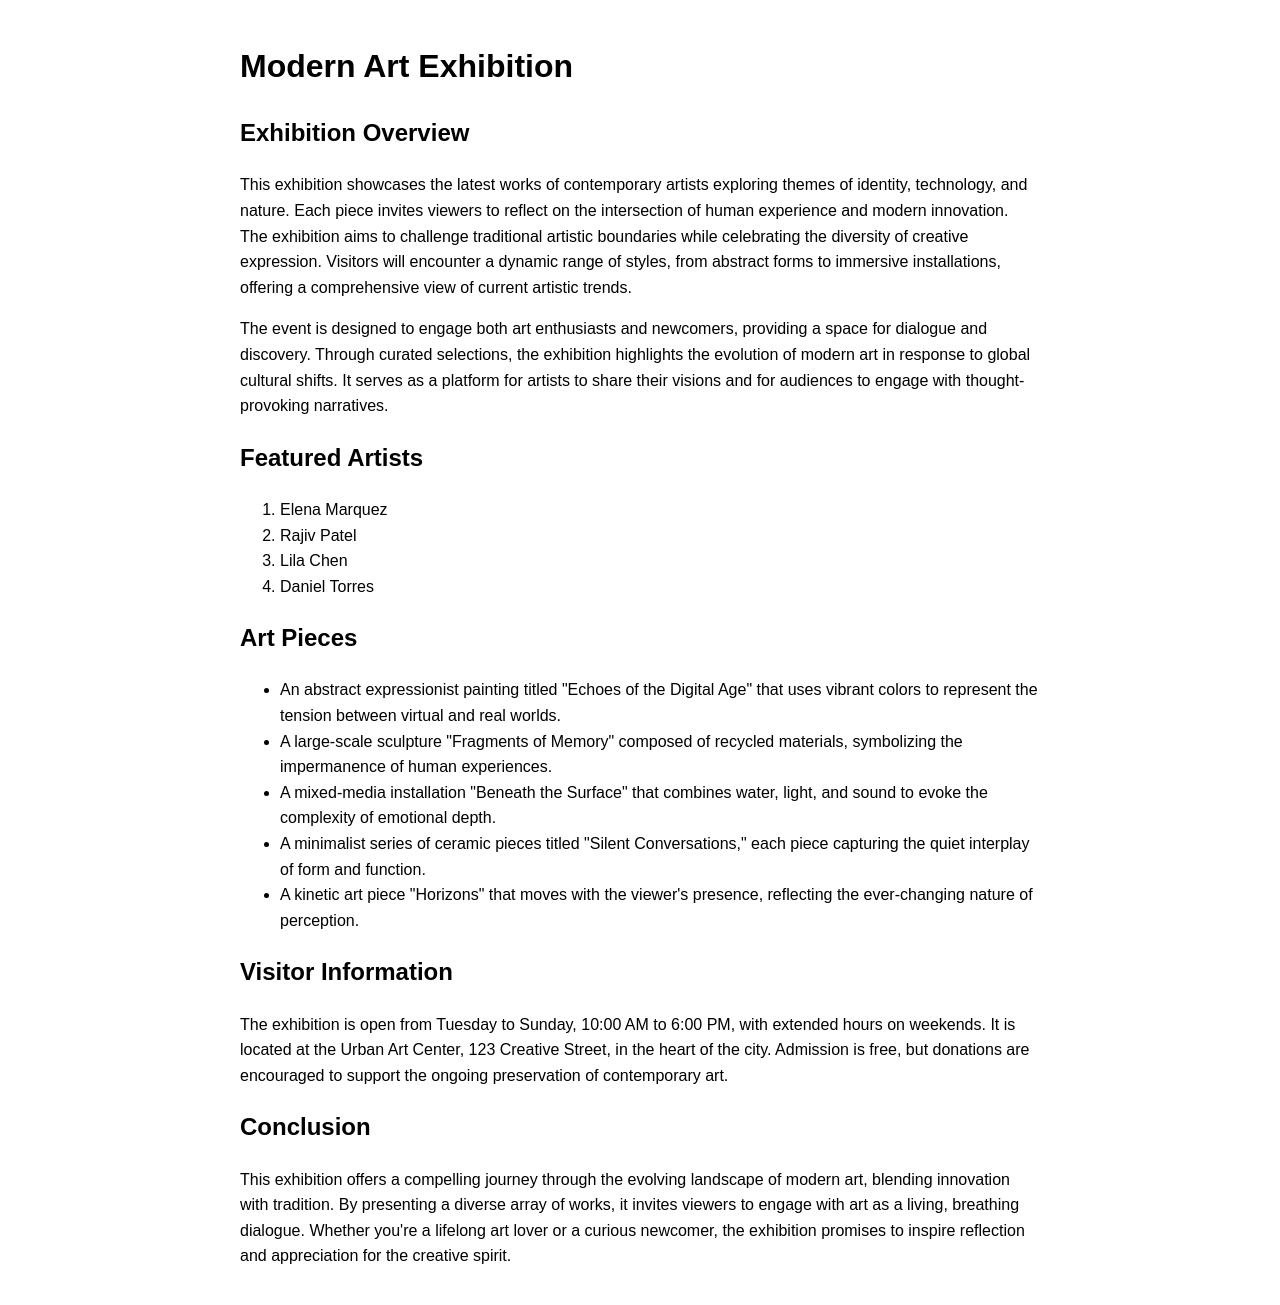 Modern Art Exhibition
Exhibition Overview
This exhibition showcases the latest works of contemporary artists exploring themes of identity, technology, and
nature. Each piece invites viewers to reflect on the intersection of human experience and modern innovation.
The exhibition aims to challenge traditional artistic boundaries while celebrating the diversity of creative
expression. Visitors will encounter a dynamic range of styles, from abstract forms to immersive installations,
offering a comprehensive view of current artistic trends.
The event is designed to engage both art enthusiasts and newcomers, providing a space for dialogue and
discovery. Through curated selections, the exhibition highlights the evolution of modern art in response to global
cultural shifts. It serves as a platform for artists to share their visions and for audiences to engage with thought-
provoking narratives.
Featured Artists
1. Elena Marquez
2. Rajiv Patel
3. Lila Chen
4. Daniel Torres
Art Pieces
• An abstract expressionist painting titled "Echoes of the Digital Age" that uses vibrant colors to represent the
tension between virtual and real worlds.
• A large-scale sculpture "Fragments of Memory" composed of recycled materials, symbolizing the
impermanence of human experiences.
• A mixed-media installation "Beneath the Surface" that combines water, light, and sound to evoke the
complexity of emotional depth.
• A minimalist series of ceramic pieces titled "Silent Conversations," each piece capturing the quiet interplay
of form and function.
• A kinetic art piece "Horizons" that moves with the viewer's presence, reflecting the ever-changing nature of
perception.
Visitor Information
The exhibition is open from Tuesday to Sunday, 10:00 AM to 6:00 PM, with extended hours on weekends. It is
located at the Urban Art Center, 123 Creative Street, in the heart of the city. Admission is free, but donations are
encouraged to support the ongoing preservation of contemporary art.
Conclusion
This exhibition offers a compelling journey through the evolving landscape of modern art, blending innovation
with tradition. By presenting a diverse array of works, it invites viewers to engage with art as a living, breathing
dialogue. Whether you're a lifelong art lover or a curious newcomer, the exhibition promises to inspire reflection
and appreciation for the creative spirit.